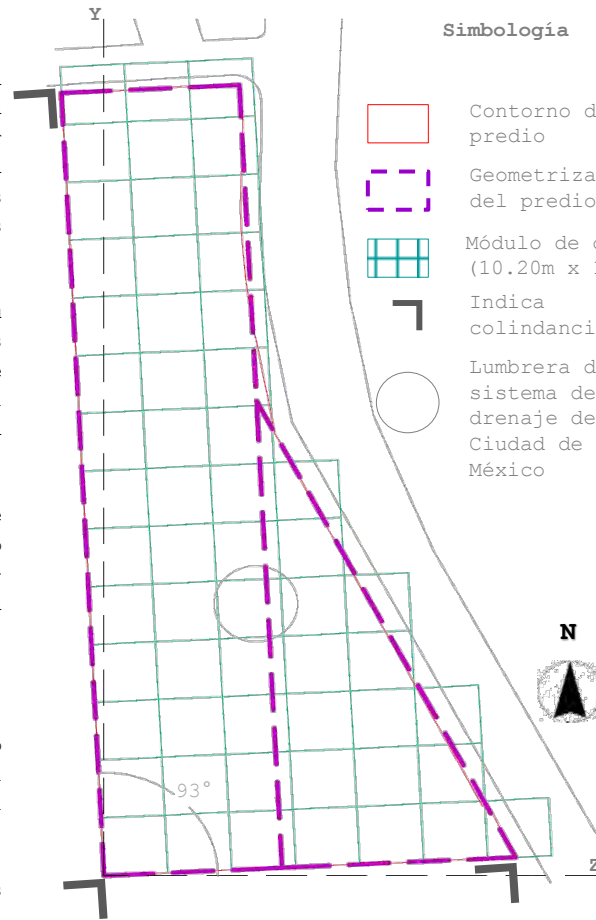 Y
Simbología
Contorno d
predio
Geometriza
del predio
Módulo de
(10.20m x
Indica
colindanci
Lumbrera d
sistema de
drenaje de
Ciudad de
México
N
93°
Z